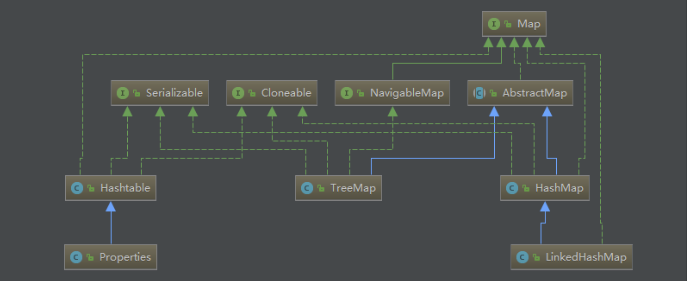 I Map
I Serializable
I Cloneable
I NavigableMap
C AbstractMap
C Hashtable
C TreeMap
C HashMap
C Properties
C LinkedHashMap